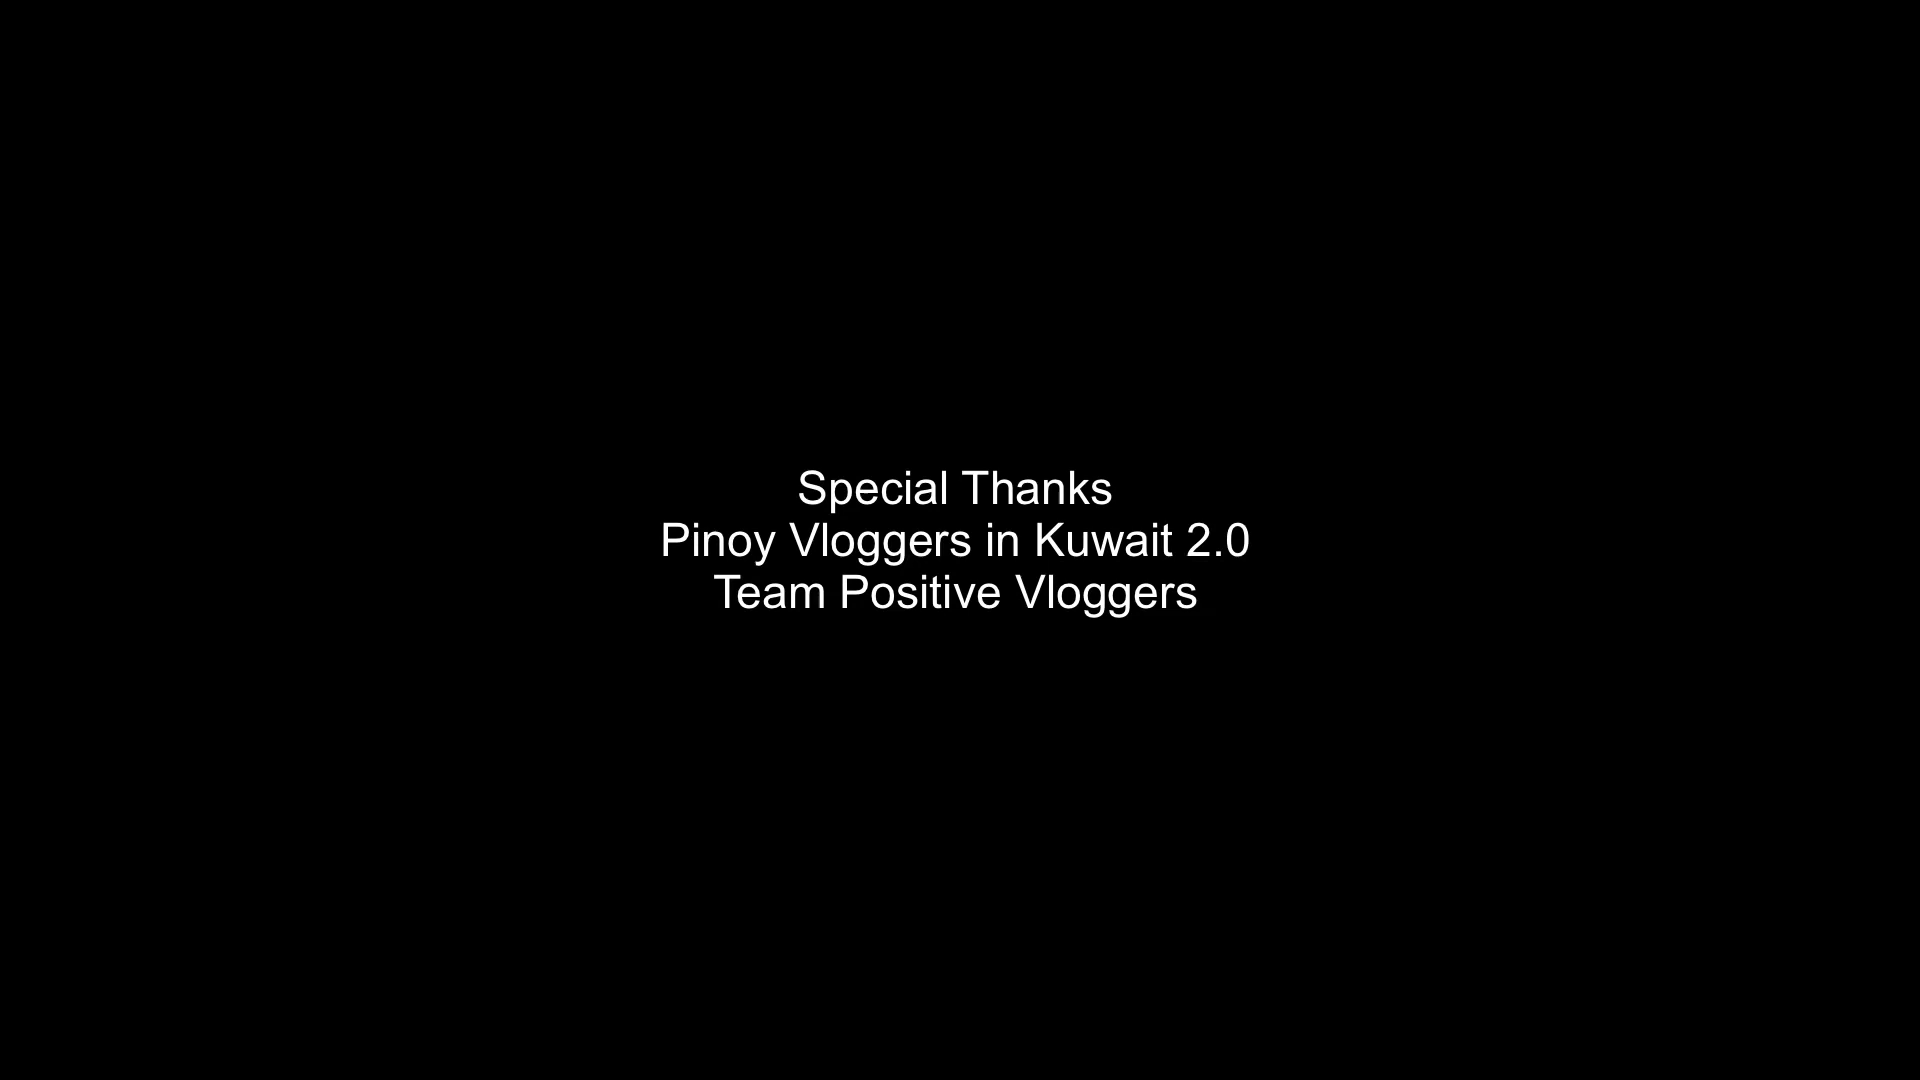 Special Thanks
Pinoy Vloggers in Kuwait 2.0
Team Positive Vloggers